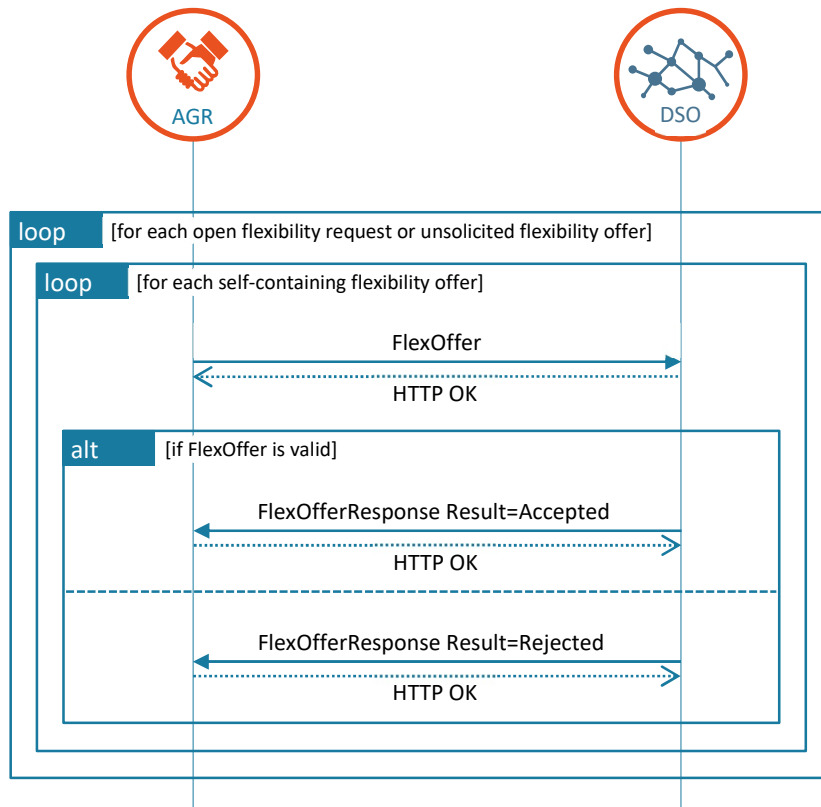 AGR
DSO
loop [for each open flexibility request or unsolicited flexibility offer]
loop [for each self-containing flexibility offer]
FlexOffer
HTTP OK
alt [if FlexOffer is valid]
FlexOfferResponse Result=Accepted
HTTP OK
FlexOfferResponse Result=Rejected
HTTP OK